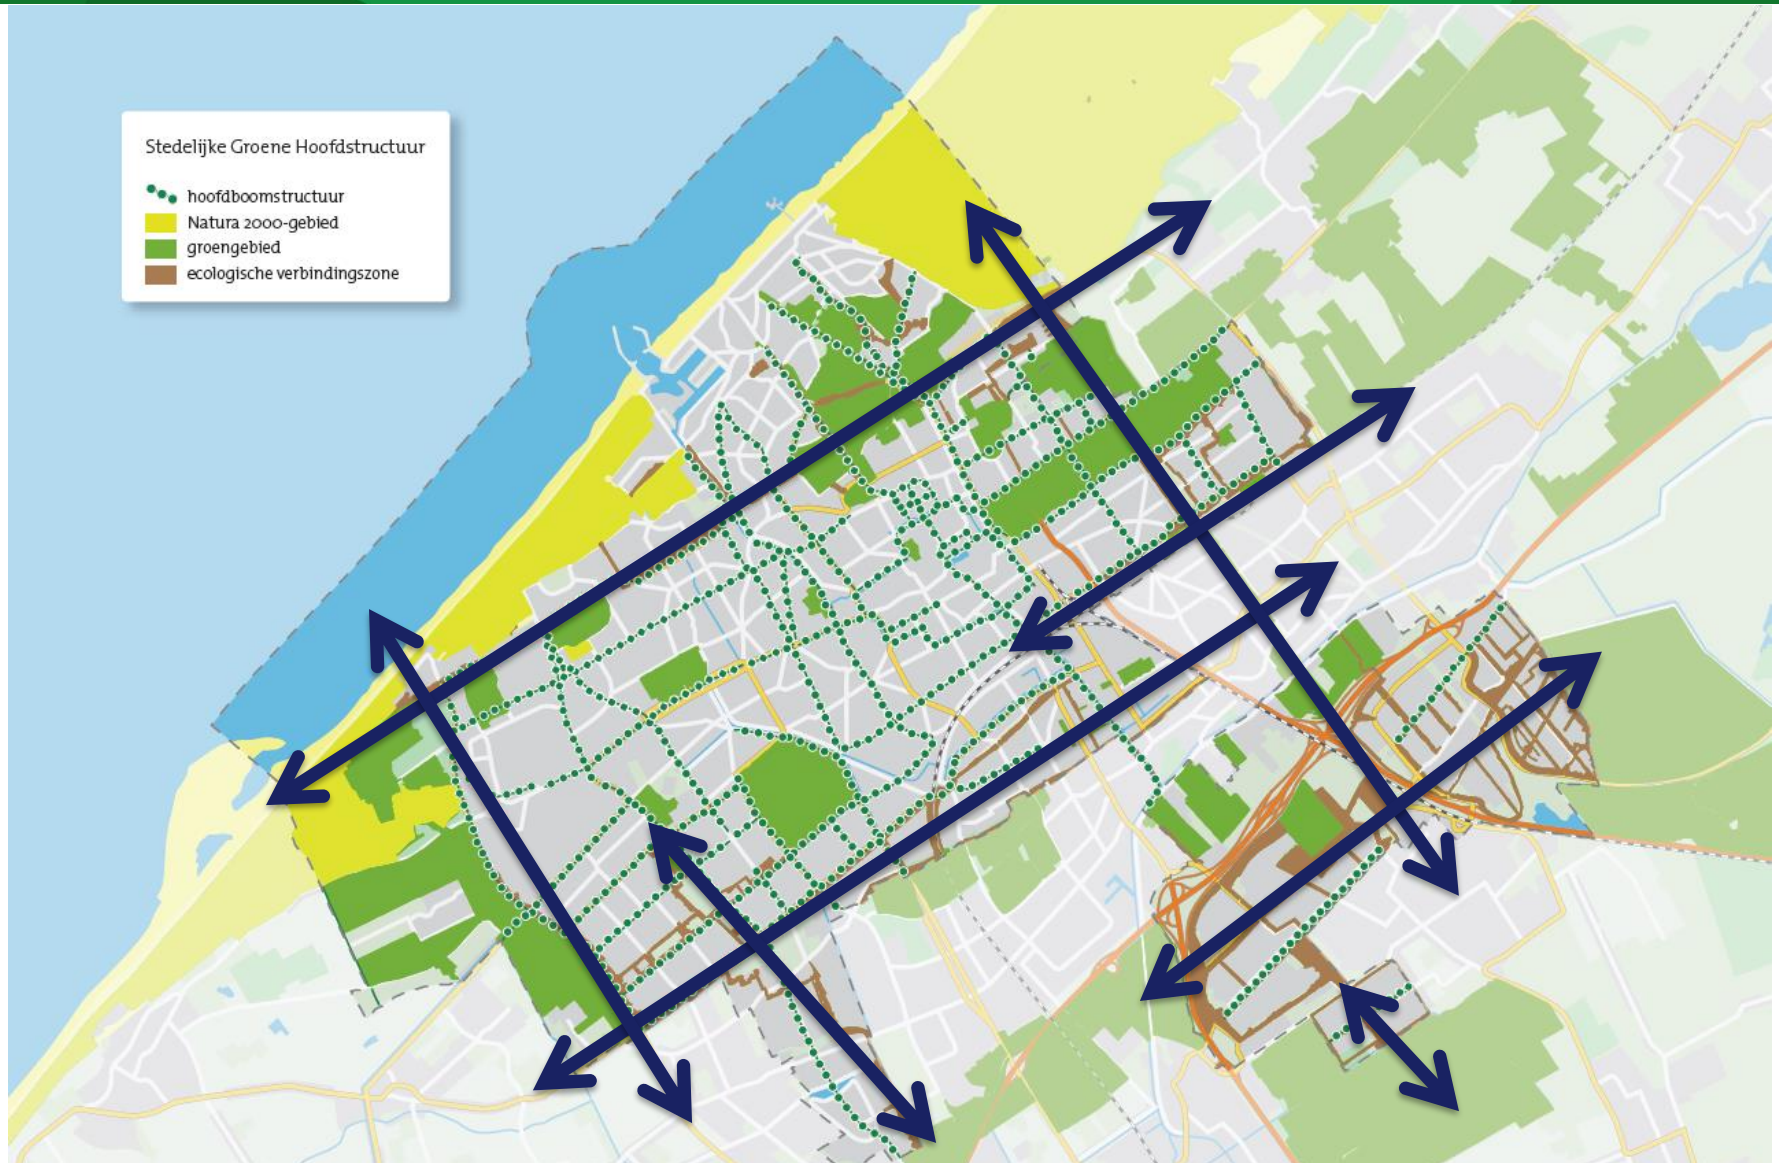 Stedelijke Groene Hoofdstructuur
hoofdboomstructuur
Natura 2000-gebied
groengebied
ecologische verbindingszone